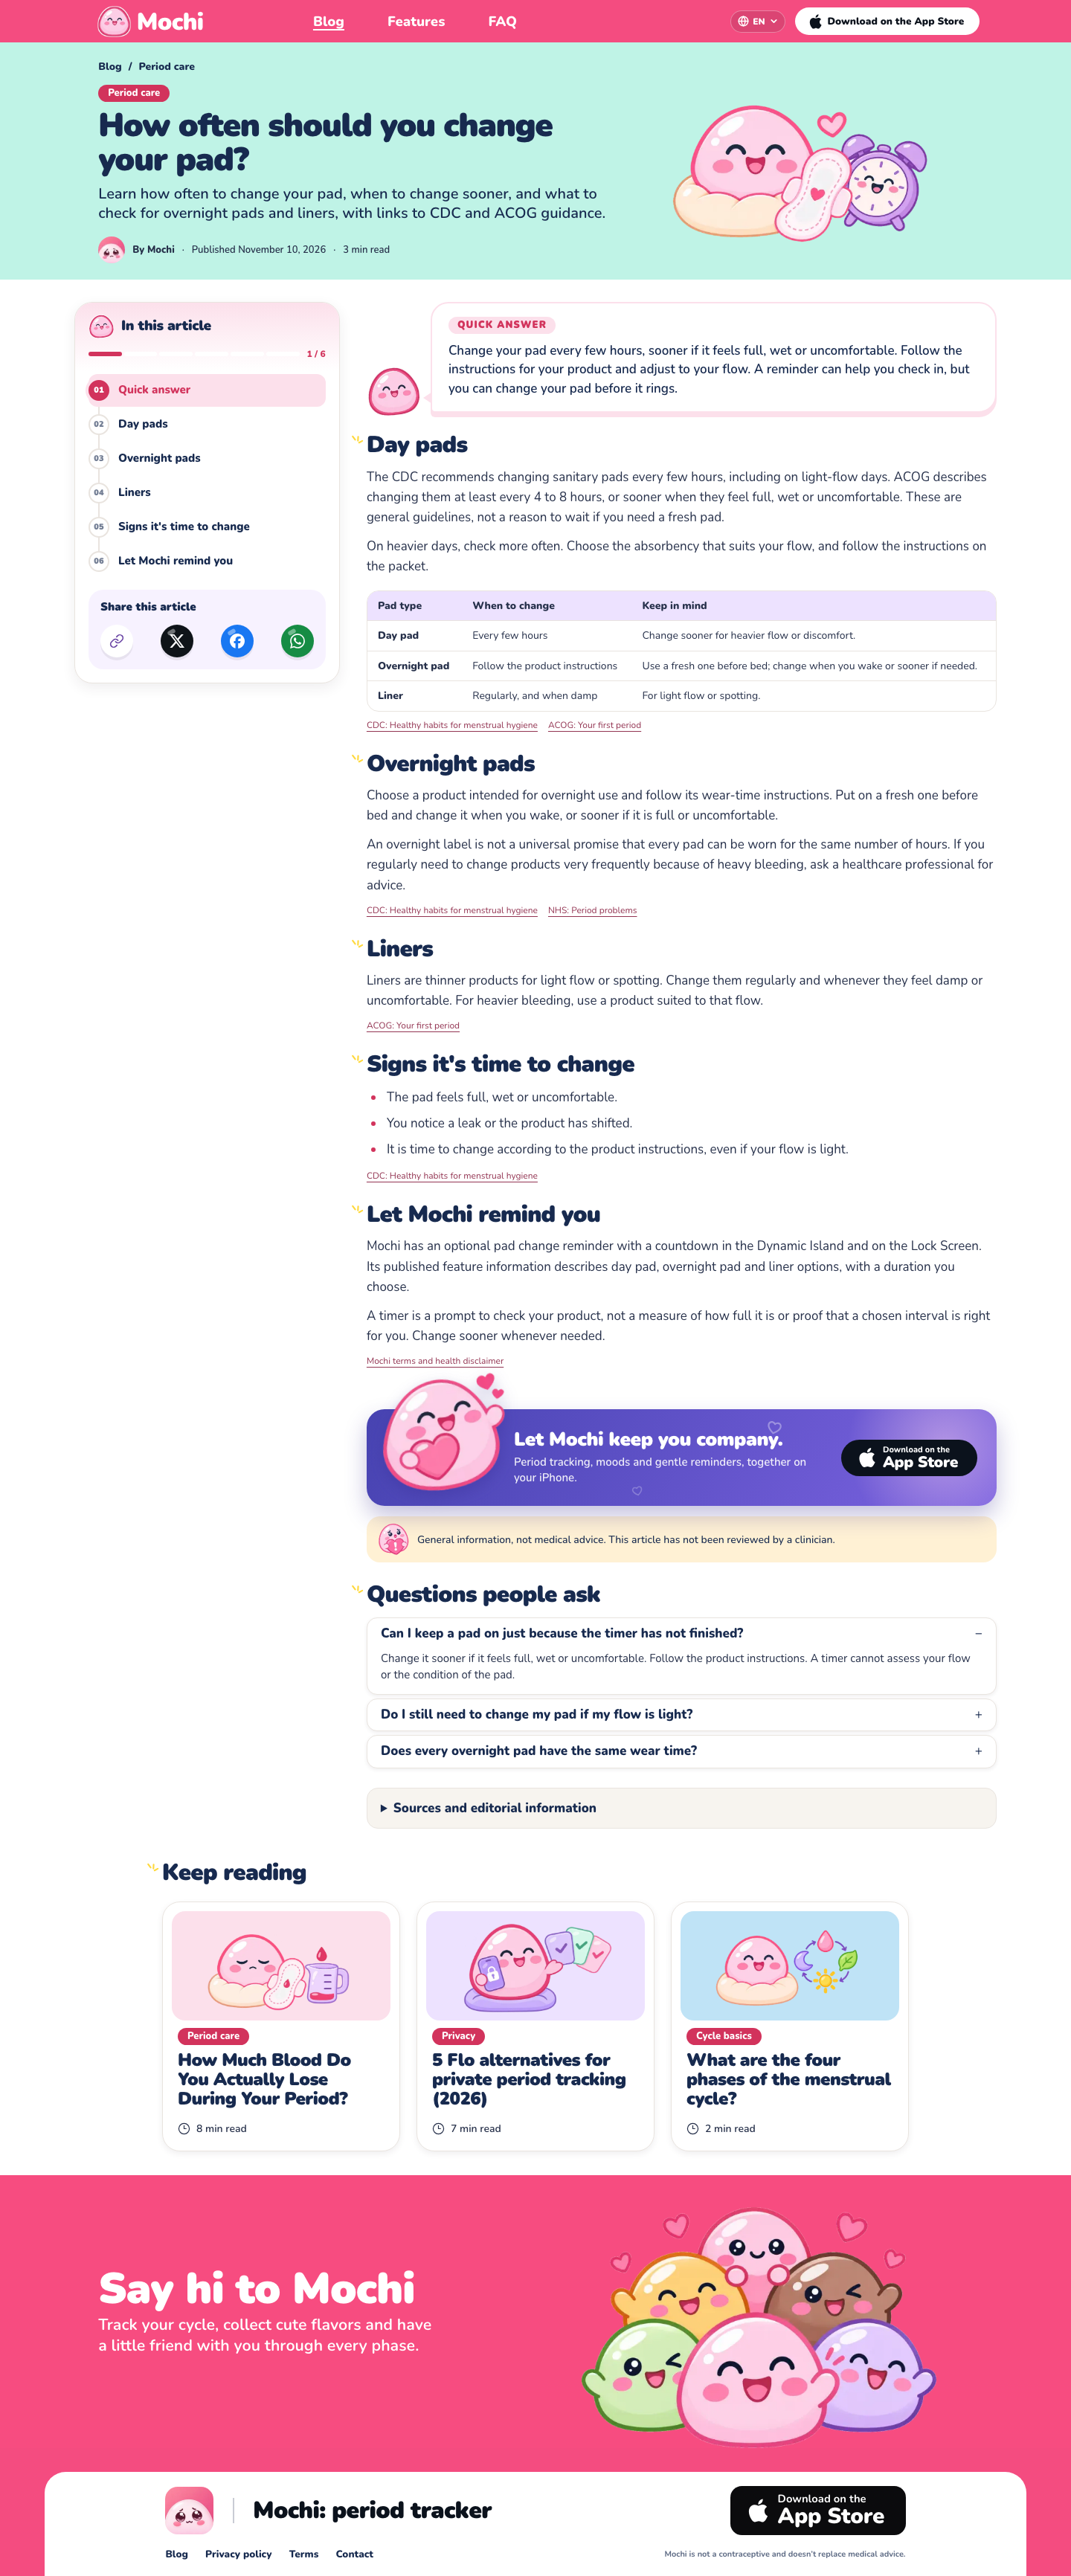 Mochi
Blog
Features
FAQ
EN
Download on the App Store
Blog / Period care
Period care
How often should you change
your pad?
Learn how often to change your pad, when to change sooner, and what to
check for overnight pads and liners, with links to CDC and ACOG guidance.
By Mochi · Published November 10, 2026 · 3 min read
In this article
1 / 6
01 Quick answer
02 Day pads
03 Overnight pads
04 Liners
05 Signs it's time to change
06 Let Mochi remind you
Share this article
QUICK ANSWER
Change your pad every few hours, sooner if it feels full, wet or uncomfortable. Follow the
instructions for your product and adjust to your flow. A reminder can help you check in, but
you can change your pad before it rings.
Day pads
The CDC recommends changing sanitary pads every few hours, including on light-flow days. ACOG describes
changing them at least every 4 to 8 hours, or sooner when they feel full, wet or uncomfortable. These are
general guidelines, not a reason to wait if you need a fresh pad.
On heavier days, check more often. Choose the absorbency that suits your flow, and follow the instructions on
the packet.
Pad type When to change Keep in mind
Day pad Every few hours Change sooner for heavier flow or discomfort.
Overnight pad Follow the product instructions Use a fresh one before bed; change when you wake or sooner if needed.
Liner Regularly, and when damp For light flow or spotting.
CDC: Healthy habits for menstrual hygiene ACOG: Your first period
Overnight pads
Choose a product intended for overnight use and follow its wear-time instructions. Put on a fresh one before
bed and change it when you wake, or sooner if it is full or uncomfortable.
An overnight label is not a universal promise that every pad can be worn for the same number of hours. If you
regularly need to change products very frequently because of heavy bleeding, ask a healthcare professional for
advice.
CDC: Healthy habits for menstrual hygiene NHS: Period problems
Liners
Liners are thinner products for light flow or spotting. Change them regularly and whenever they feel damp or
uncomfortable. For heavier bleeding, use a product suited to that flow.
ACOG: Your first period
Signs it's time to change
• The pad feels full, wet or uncomfortable.
• You notice a leak or the product has shifted.
• It is time to change according to the product instructions, even if your flow is light.
CDC: Healthy habits for menstrual hygiene
Let Mochi remind you
Mochi has an optional pad change reminder with a countdown in the Dynamic Island and on the Lock Screen.
Its published feature information describes day pad, overnight pad and liner options, with a duration you
choose.
A timer is a prompt to check your product, not a measure of how full it is or proof that a chosen interval is right
for you. Change sooner whenever needed.
Mochi terms and health disclaimer
Let Mochi keep you company.
Period tracking, moods and gentle reminders, together on
your iPhone.
Download on the
App Store
General information, not medical advice. This article has not been reviewed by a clinician.
Questions people ask
Can I keep a pad on just because the timer has not finished? −
Change it sooner if it feels full, wet or uncomfortable. Follow the product instructions. A timer cannot assess your flow
or the condition of the pad.
Do I still need to change my pad if my flow is light? +
Does every overnight pad have the same wear time? +
Sources and editorial information
Keep reading
Period care
How Much Blood Do
You Actually Lose
During Your Period?
8 min read
Privacy
5 Flo alternatives for
private period tracking
(2026)
7 min read
Cycle basics
What are the four
phases of the menstrual
cycle?
2 min read
Say hi to Mochi
Track your cycle, collect cute flavors and have
a little friend with you through every phase.
Mochi: period tracker
Download on the
App Store
Blog Privacy policy Terms Contact
Mochi is not a contraceptive and doesn't replace medical advice.